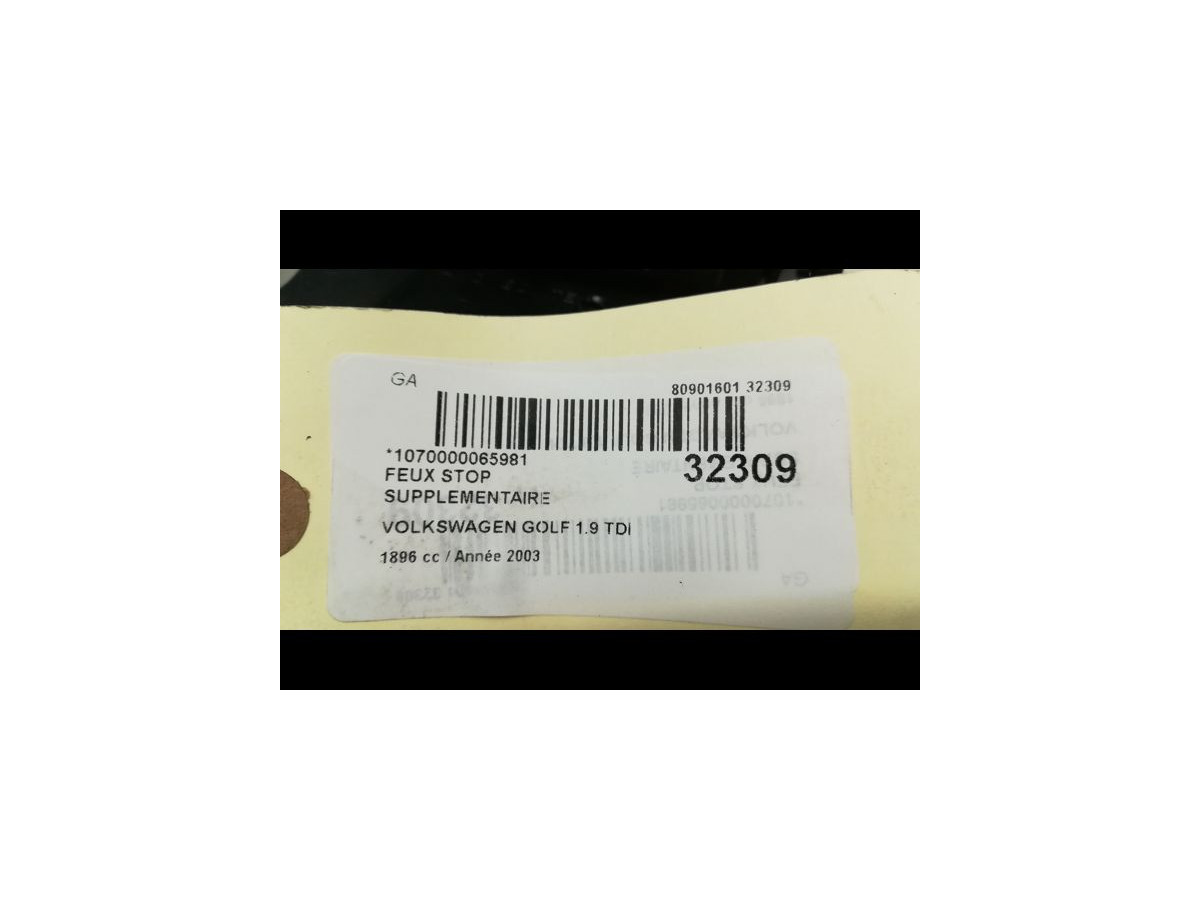 GA
80901601 32309
*1070000065981
32309
FEUX STOP
SUPPLEMENTAIRE
VOLKSWAGEN GOLF 1.9 TDI
1896 cc / Année 2003